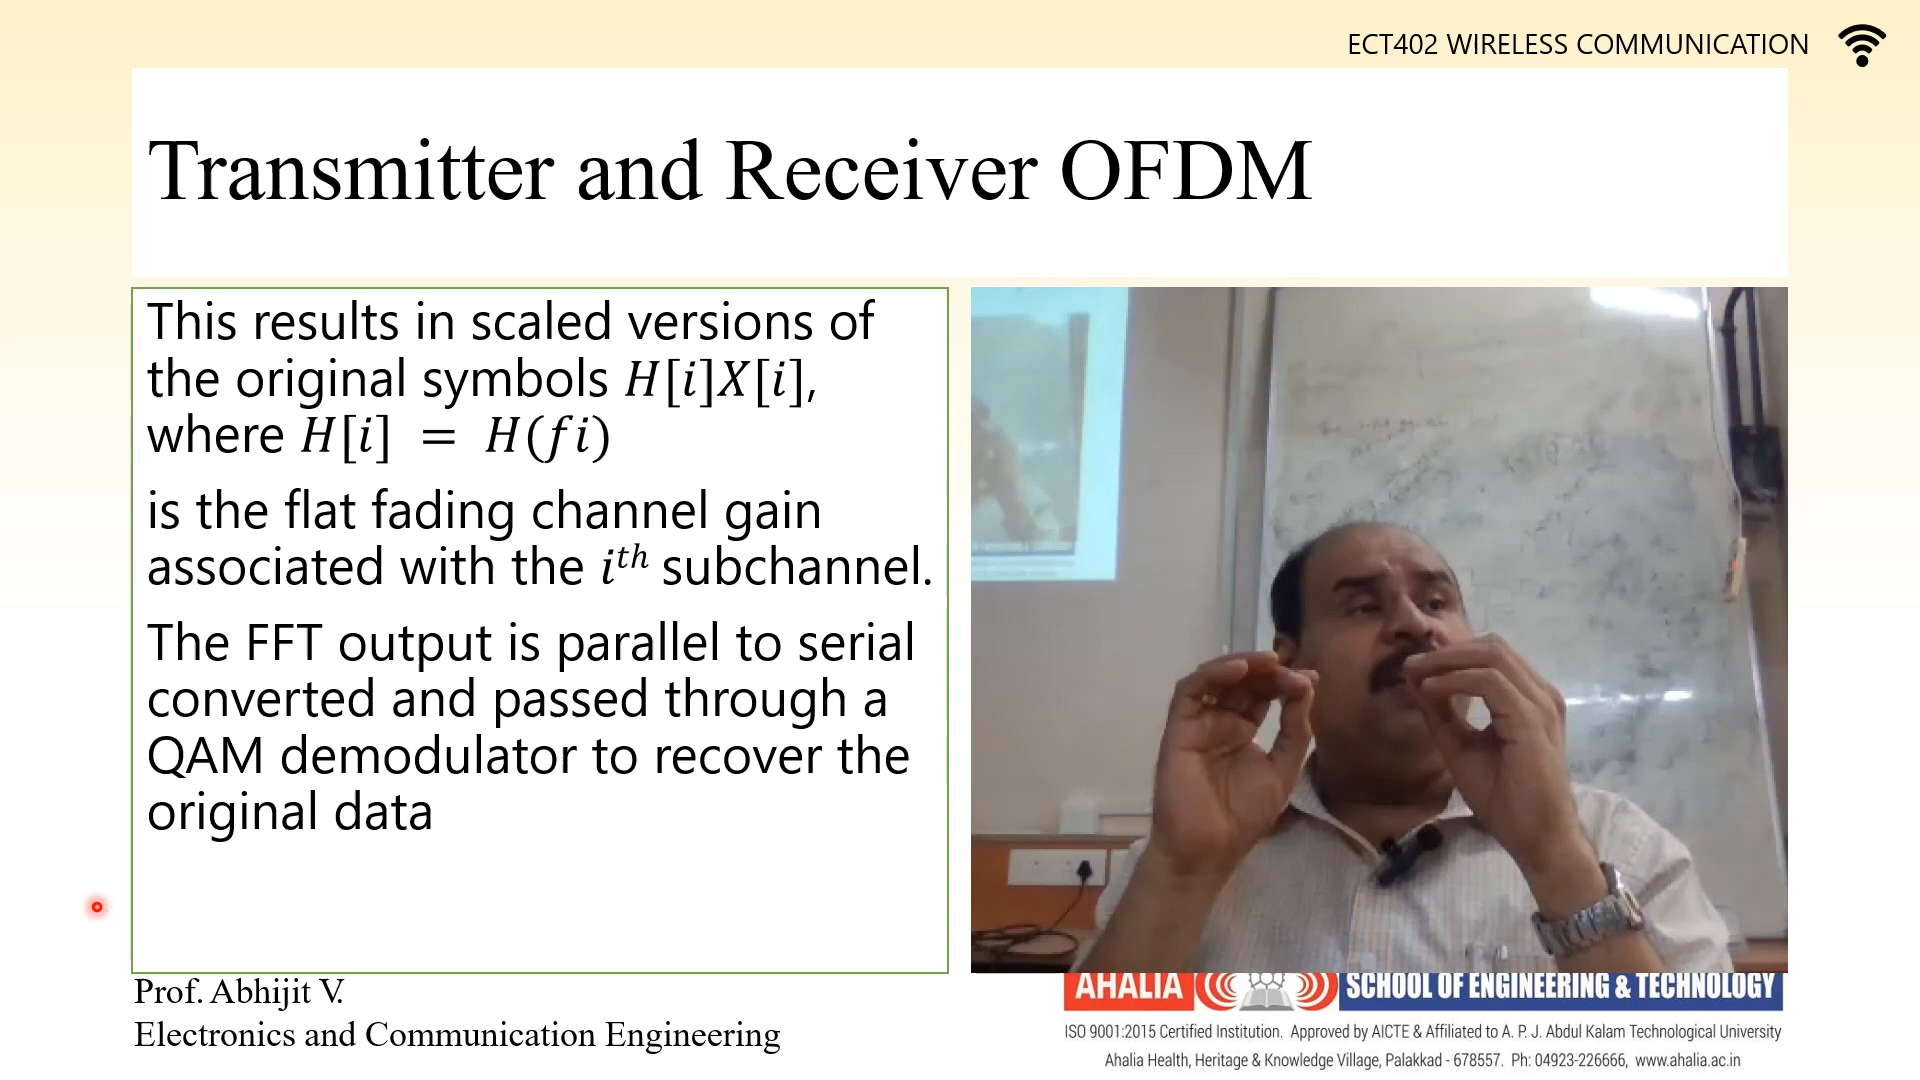 ECT402 WIRELESS COMMUNICATION
Transmitter and Receiver OFDM
This results in scaled versions of
the original symbols H[i]X[i],
where H[i] = H(fi)
is the flat fading channel gain
associated with the iᵗʰ subchannel.
The FFT output is parallel to serial
converted and passed through a
QAM demodulator to recover the
original data
Prof. Abhijit V.
Electronics and Communication Engineering
AHALIA SCHOOL OF ENGINEERING & TECHNOLOGY
ISO 9001:2015 Certified Institution. Approved by AICTE & Affiliated to A. P. J. Abdul Kalam Technological University
Ahalia Health, Heritage & Knowledge Village, Palakkad - 678557. Ph: 04923-226666, www.ahalia.ac.in